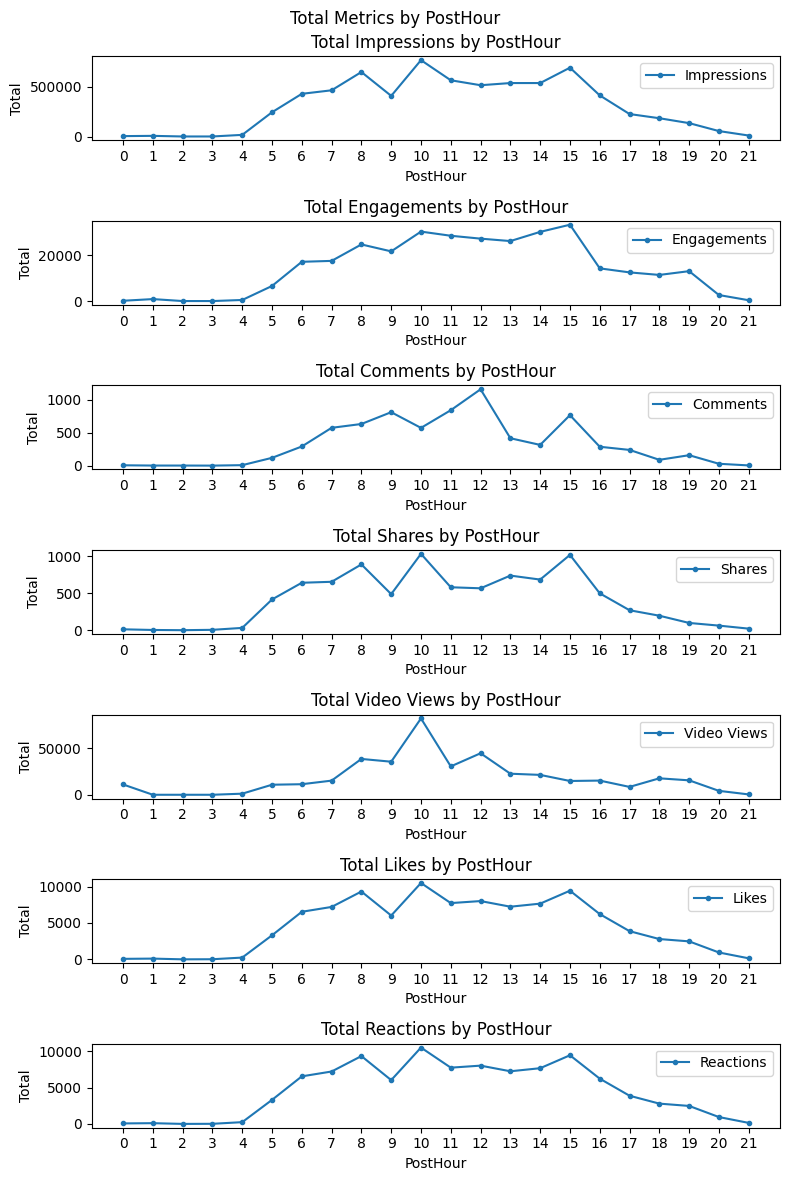 Total Metrics by PostHour
Total Impressions by PostHour
Impressions
Total
500000
0
0 1 2 3 4 5 6 7 8 9 10 11 12 13 14 15 16 17 18 19 20 21
PostHour
Total Engagements by PostHour
Engagements
Total
20000
0
0 1 2 3 4 5 6 7 8 9 10 11 12 13 14 15 16 17 18 19 20 21
PostHour
Total Comments by PostHour
Comments
Total
1000
500
0
0 1 2 3 4 5 6 7 8 9 10 11 12 13 14 15 16 17 18 19 20 21
PostHour
Total Shares by PostHour
Shares
Total
1000
500
0
0 1 2 3 4 5 6 7 8 9 10 11 12 13 14 15 16 17 18 19 20 21
PostHour
Total Video Views by PostHour
Video Views
Total
50000
0
0 1 2 3 4 5 6 7 8 9 10 11 12 13 14 15 16 17 18 19 20 21
PostHour
Total Likes by PostHour
Likes
Total
10000
5000
0
0 1 2 3 4 5 6 7 8 9 10 11 12 13 14 15 16 17 18 19 20 21
PostHour
Total Reactions by PostHour
Reactions
Total
10000
5000
0
0 1 2 3 4 5 6 7 8 9 10 11 12 13 14 15 16 17 18 19 20 21
PostHour